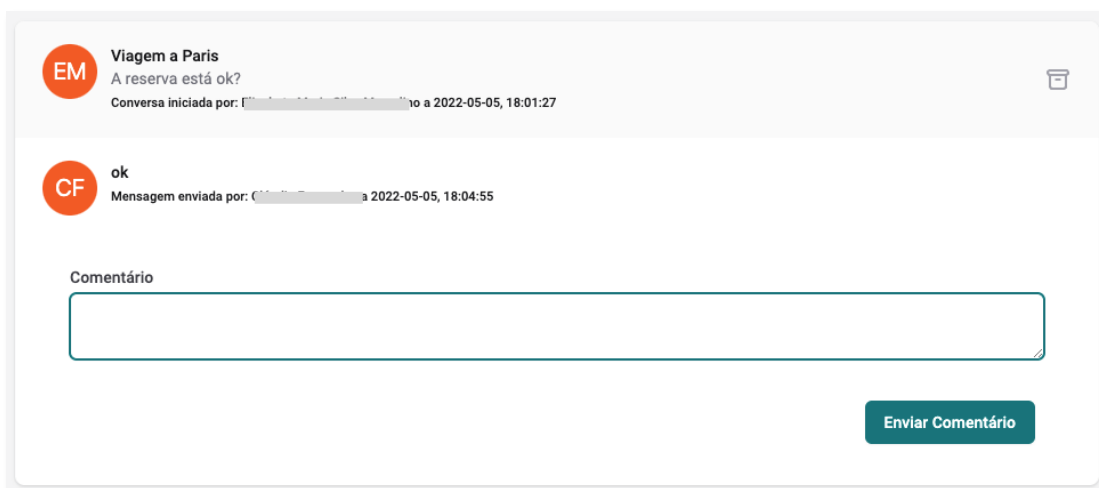 EM
Viagem a Paris
A reserva está ok?
Conversa iniciada por: a 2022-05-05, 18:01:27
CF
ok
Mensagem enviada por: a 2022-05-05, 18:04:55
Comentário
Enviar Comentário